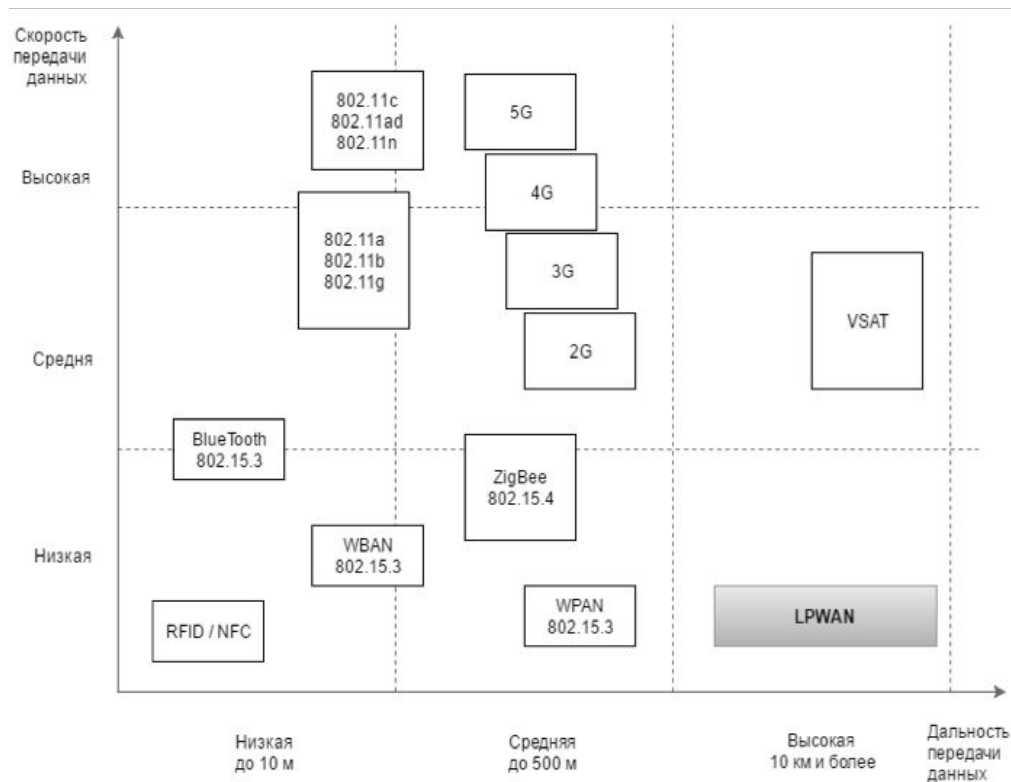 Скорость
передачи
данных
802.11c
802.11ad
802.11n
5G
Высокая
4G
802.11a
802.11b
802.11g
3G
VSAT
2G
Средня
BlueTooth
802.15.3
ZigBee
802.15.4
Низкая
WBAN
802.15.3
WPAN
802.15.3
LPWAN
RFID / NFC
Низкая
до 10 м
Средняя
до 500 м
Высокая
10 км и более
Дальность
передачи
данных